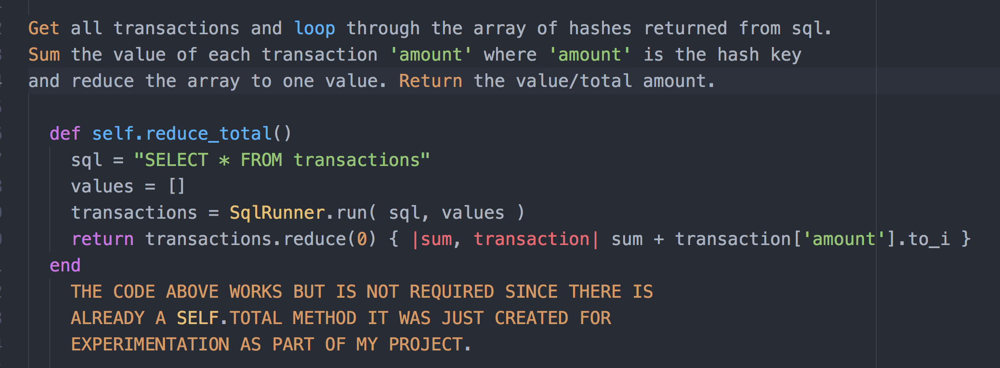 Get all transactions and loop through the array of hashes returned from sql.
Sum the value of each transaction 'amount' where 'amount' is the hash key
and reduce the array to one value. Return the value/total amount.
def self.reduce_total()
sql = "SELECT * FROM transactions"
values = []
transactions = SqlRunner.run( sql, values )
return transactions.reduce(0) { |sum, transaction| sum + transaction['amount'].to_i }
end
THE CODE ABOVE WORKS BUT IS NOT REQUIRED SINCE THERE IS
ALREADY A SELF.TOTAL METHOD IT WAS JUST CREATED FOR
EXPERIMENTATION AS PART OF MY PROJECT.